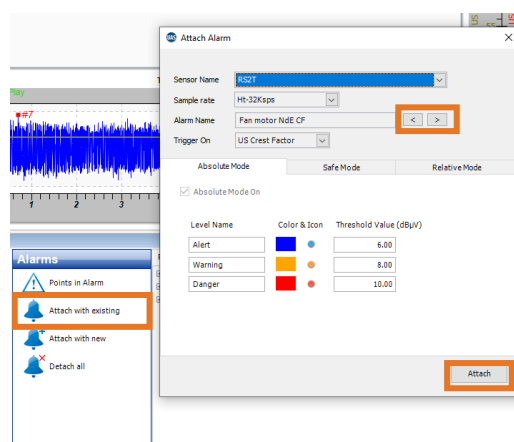 UAS Attach Alarm
Sensor Name RS2T
Sample rate Ht-32Ksps
Alarm Name Fan motor NdE CF < >
Trigger On US Crest Factor
Absolute Mode Safe Mode Relative Mode
Absolute Mode On
Level Name Color & Icon Threshold Value (dBµV)
Alert 6.00
Warning 8.00
Danger 10.00
Attach
#7
1 2 3
Alarms
Points in Alarm
Attach with existing
Attach with new
Detach all